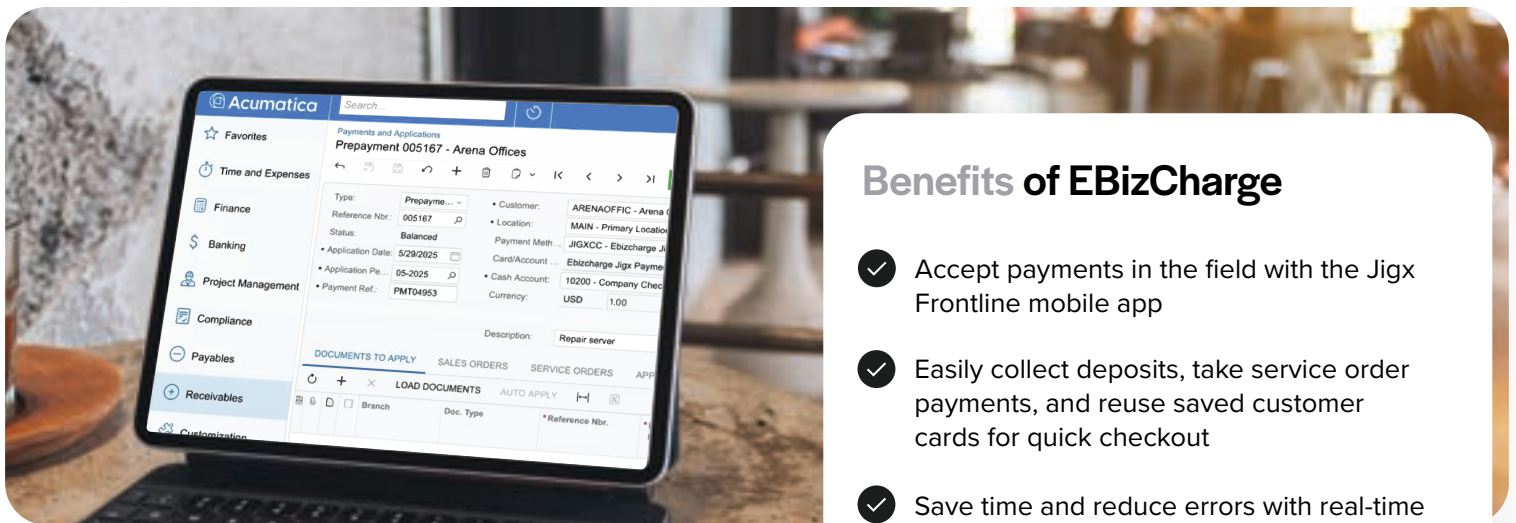 Acumatica
Search...
Favorites
Time and Expenses
Finance
Banking
Project Management
Compliance
Payables
Receivables
Customization
Payments and Applications
Prepayment 005167 - Arena Offices
Type: Prepayme...
Reference Nbr.: 005167
Status: Balanced
• Application Date: 5/29/2025
• Application Pe... 05-2025
• Payment Ref.: PMT04953
• Customer: ARENAOFFIC - Arena
• Location: MAIN - Primary Location
Payment Meth... JIGXCC - Ebizcharge Ji
Card/Account ... Ebizcharge Jigx Payme
• Cash Account: 10200 - Company Chec
Currency: USD 1.00
Description: Repair server
DOCUMENTS TO APPLY SALES ORDERS SERVICE ORDERS APP
LOAD DOCUMENTS AUTO APPLY
Branch Doc. Type * Reference Nbr.
Benefits of EBizCharge
Accept payments in the field with the Jigx
Frontline mobile app
Easily collect deposits, take service order
payments, and reuse saved customer
cards for quick checkout
Save time and reduce errors with real-time